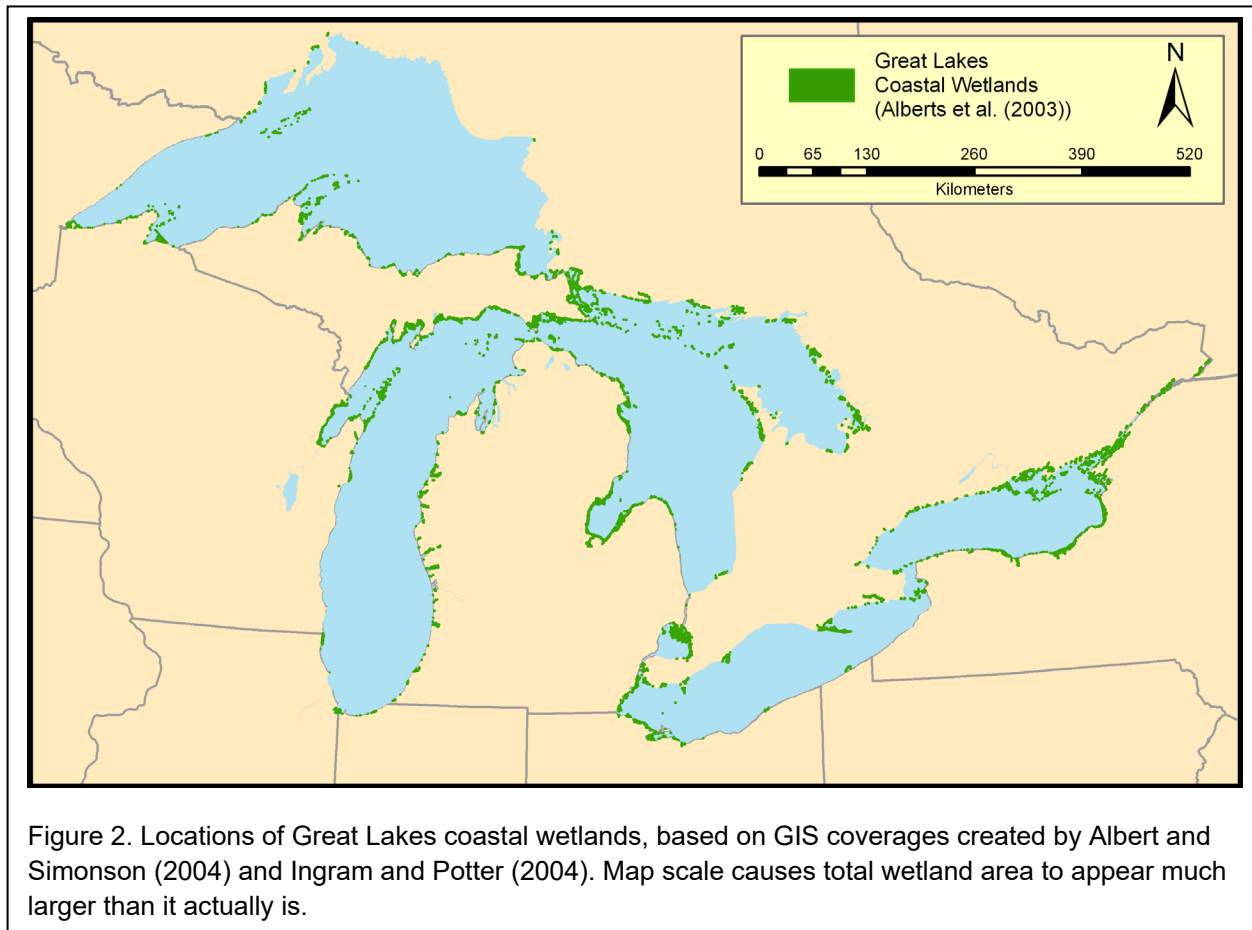 Great Lakes
Coastal Wetlands
(Alberts et al. (2003))
N
0 65 130 260 390 520
Kilometers
Figure 2. Locations of Great Lakes coastal wetlands, based on GIS coverages created by Albert and
Simonson (2004) and Ingram and Potter (2004). Map scale causes total wetland area to appear much
larger than it actually is.